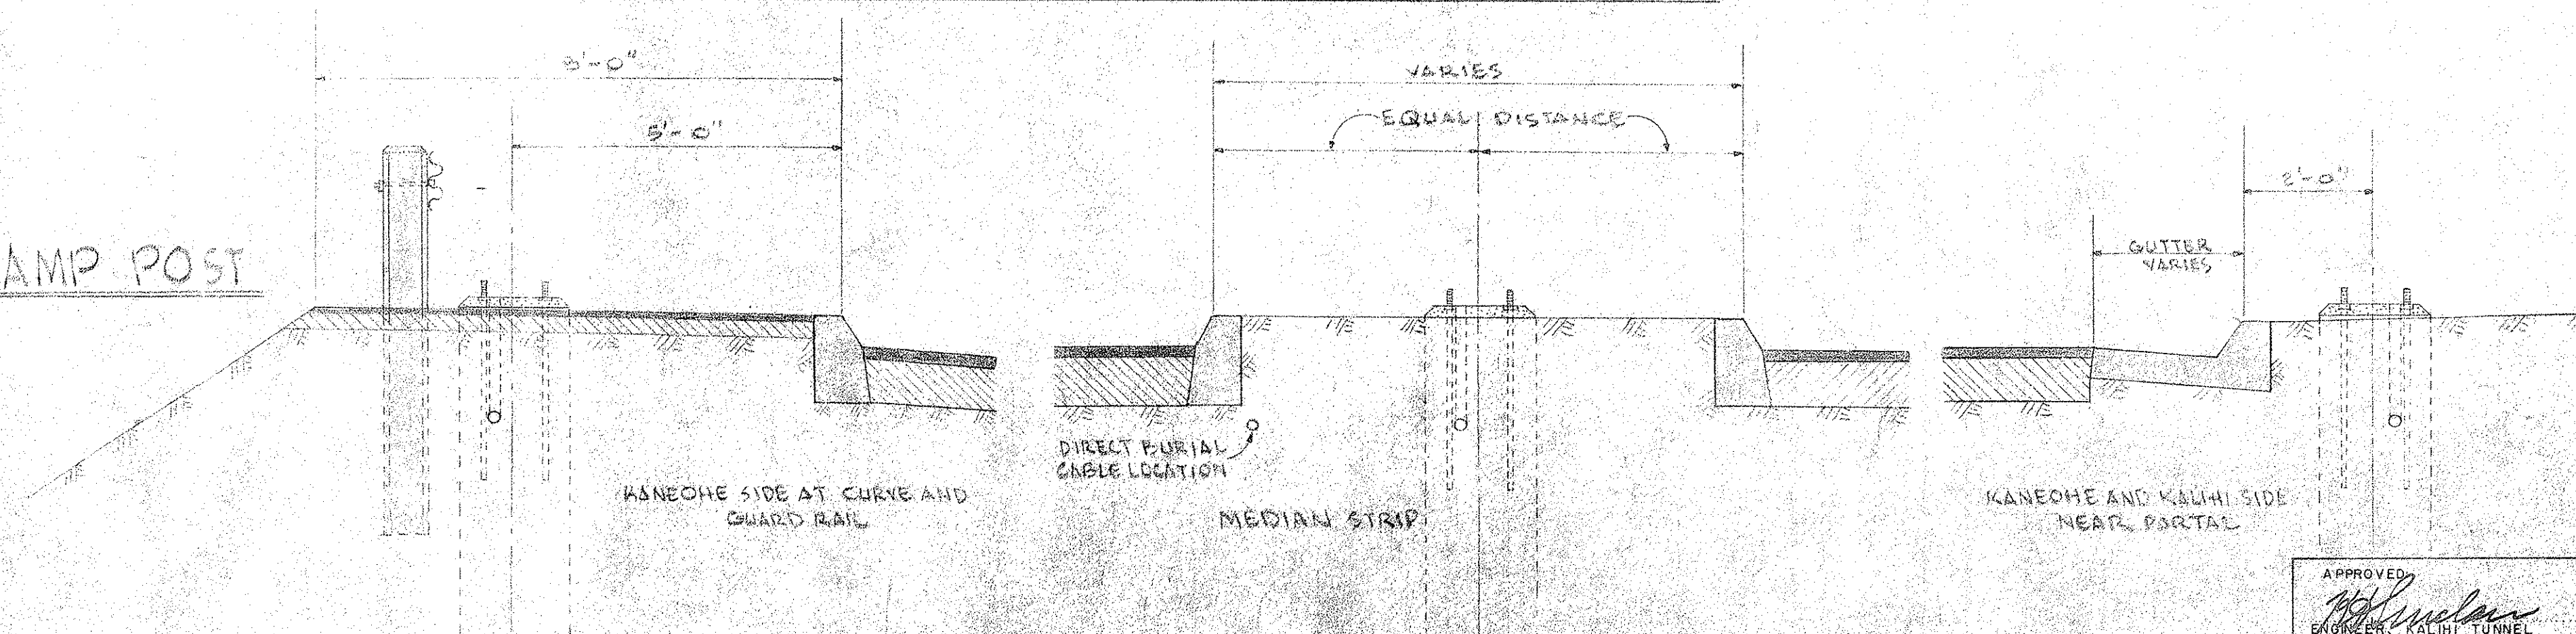 8'-0"
5'-0"
VARIES
EQUAL DISTANCE
2'-0"
GUTTER
VARIES
AMP POST
DIRECT BURIAL
CABLE LOCATION
KANEOHE SIDE AT CURVE AND
GUARD RAIL
MEDIAN STRIP
KANEOHE AND KALIHI SIDE
NEAR PORTAL
APPROVED:
ENGINEER KALIHI TUNNEL